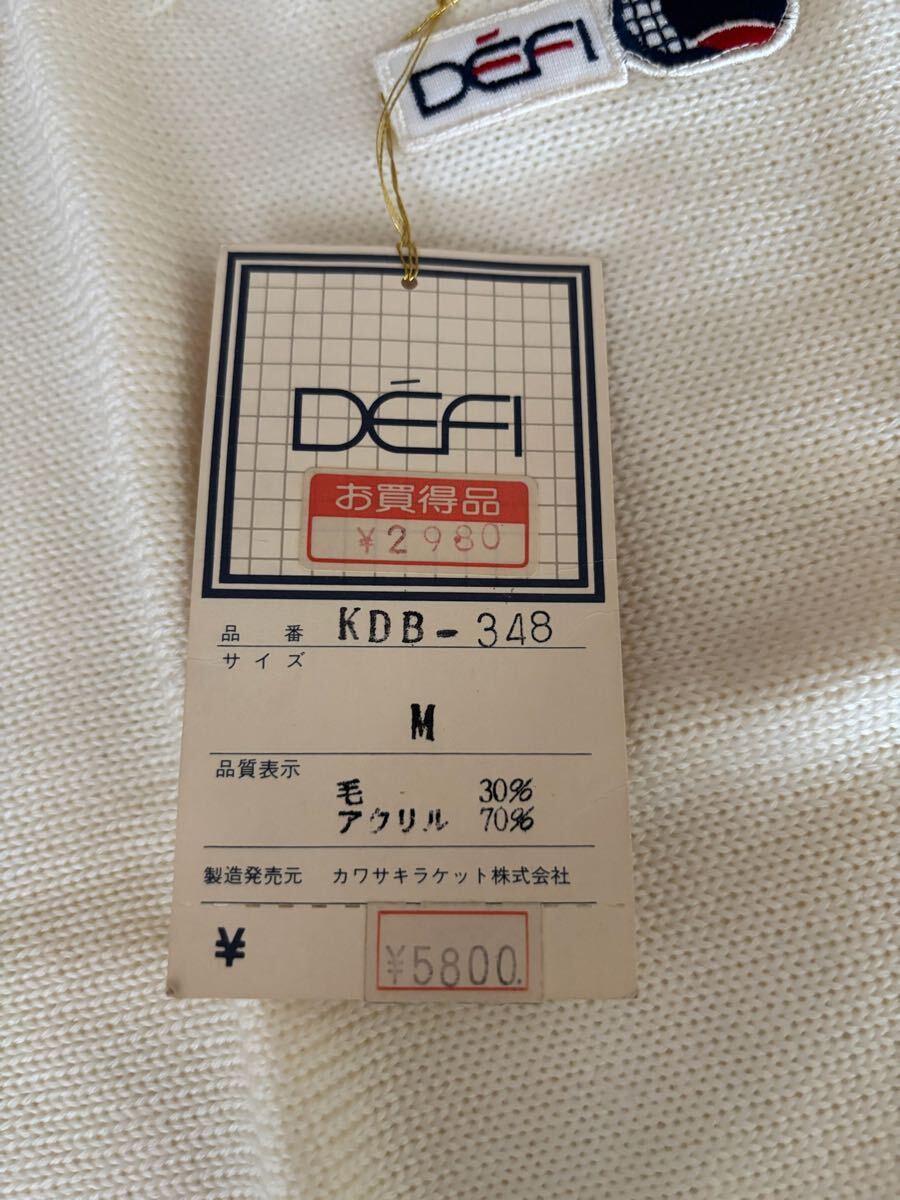 DÉFI
DÉFI
お買得品
¥2980
品番 KDB-348
サイズ
M
品質表示
毛 30%
アクリル 70%
製造発売元 カワサキラケット株式会社
¥ ¥5800.